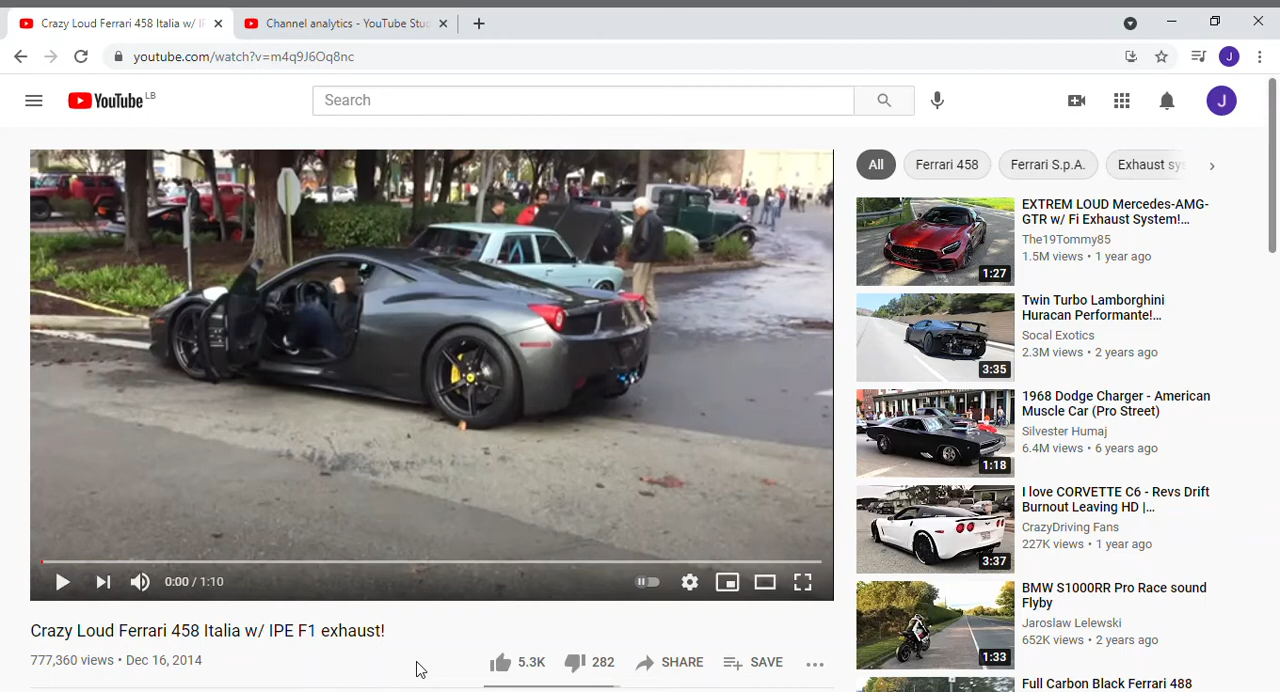 Crazy Loud Ferrari 458 Italia w/ IF
Channel analytics - YouTube Stu
youtube.com/watch?v=m4q9J6Oq8nc
J
YouTube LB
Search
J
All
Ferrari 458
Ferrari S.p.A.
Exhaust sys
EXTREM LOUD Mercedes-AMG-
GTR w/ Fi Exhaust System!...
The19Tommy85
1.5M views • 1 year ago
1:27
Twin Turbo Lamborghini
Huracan Performante!...
Socal Exotics
2.3M views • 2 years ago
3:35
1968 Dodge Charger - American
Muscle Car (Pro Street)
Silvester Humaj
6.4M views • 6 years ago
1:18
I love CORVETTE C6 - Revs Drift
Burnout Leaving HD |...
CrazyDriving Fans
227K views • 1 year ago
3:37
BMW S1000RR Pro Race sound
Flyby
Jaroslaw Lelewski
652K views • 2 years ago
1:33
Full Carbon Black Ferrari 488
0:00 / 1:10
Crazy Loud Ferrari 458 Italia w/ IPE F1 exhaust!
777,360 views • Dec 16, 2014
5.3K
282
SHARE
SAVE